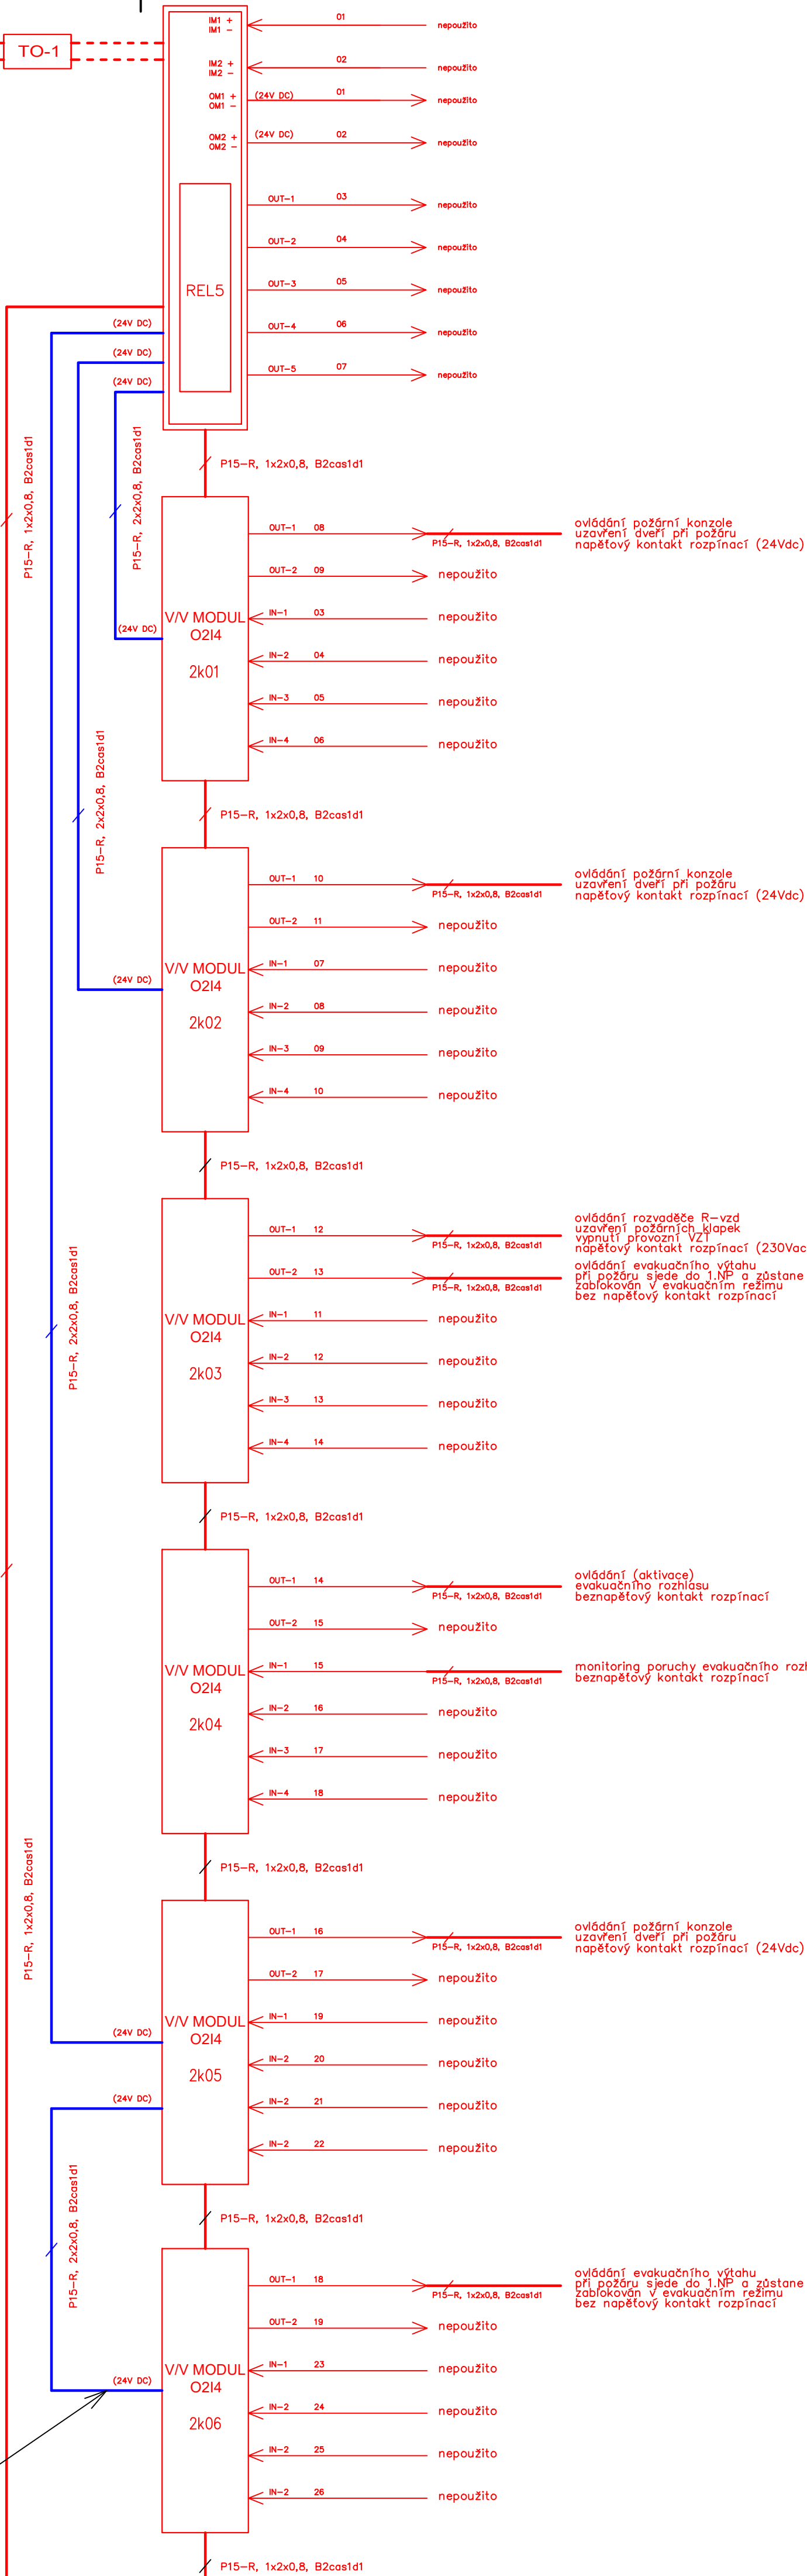 TO-1
IM1 +
IM1 -
01
nepoužito
IM2 +
IM2 -
02
nepoužito
OM1 +
OM1 -
(24V DC)
01
nepoužito
OM2 +
OM2 -
(24V DC)
02
nepoužito
OUT-1
03
nepoužito
OUT-2
04
nepoužito
REL5
OUT-3
05
nepoužito
OUT-4
06
nepoužito
OUT-5
07
nepoužito
(24V DC)
(24V DC)
(24V DC)
P15-R, 1x2x0,8, B2cas1d1
P15-R, 2x2x0,8, B2cas1d1
P15-R, 1x2x0,8, B2cas1d1
OUT-1
08
P15-R, 1x2x0,8, B2cas1d1
ovládání požární konzole
uzavření dveří při požáru
napěťový kontakt rozpínací (24Vdc)
OUT-2
09
nepoužito
V/V MODUL
O2I4
2k01
(24V DC)
IN-1
03
nepoužito
IN-2
04
nepoužito
IN-3
05
nepoužito
IN-4
06
nepoužito
P15-R, 2x2x0,8, B2cas1d1
P15-R, 1x2x0,8, B2cas1d1
OUT-1
10
P15-R, 1x2x0,8, B2cas1d1
ovládání požární konzole
uzavření dveří při požáru
napěťový kontakt rozpínací (24Vdc)
OUT-2
11
nepoužito
V/V MODUL
O2I4
2k02
(24V DC)
IN-1
07
nepoužito
IN-2
08
nepoužito
IN-3
09
nepoužito
IN-4
10
nepoužito
P15-R, 1x2x0,8, B2cas1d1
P15-R, 2x2x0,8, B2cas1d1
OUT-1
12
P15-R, 1x2x0,8, B2cas1d1
ovládání rozvaděče R-vzd
uzavření požárních klapek
vypnutí provozní VZT
napěťový kontakt rozpínací (230Vac
OUT-2
13
P15-R, 1x2x0,8, B2cas1d1
ovládání evakuačního výtahu
při požáru sjede do 1.NP a zůstane
zablokován v evakuačním režimu
bez napěťový kontakt rozpínací
V/V MODUL
O2I4
2k03
IN-1
11
nepoužito
IN-2
12
nepoužito
IN-3
13
nepoužito
IN-4
14
nepoužito
P15-R, 1x2x0,8, B2cas1d1
OUT-1
14
P15-R, 1x2x0,8, B2cas1d1
ovládání (aktivace)
evakuačního rozhlasu
beznapěťový kontakt rozpínací
OUT-2
15
nepoužito
V/V MODUL
O2I4
2k04
IN-1
15
P15-R, 1x2x0,8, B2cas1d1
monitoring poruchy evakuačního
beznapěťový kontakt rozpínací
IN-2
16
nepoužito
IN-3
17
nepoužito
IN-4
18
nepoužito
P15-R, 1x2x0,8, B2cas1d1
P15-R, 1x2x0,8, B2cas1d1
OUT-1
16
P15-R, 1x2x0,8, B2cas1d1
ovládání požární konzole
uzavření dveří při požáru
napěťový kontakt rozpínací (24Vdc)
OUT-2
17
nepoužito
V/V MODUL
O2I4
2k05
(24V DC)
(24V DC)
IN-1
19
nepoužito
IN-2
20
nepoužito
IN-2
21
nepoužito
IN-2
22
nepoužito
P15-R, 2x2x0,8, B2cas1d1
P15-R, 1x2x0,8, B2cas1d1
OUT-1
18
P15-R, 1x2x0,8, B2cas1d1
ovládání evakuačního výtahu
při požáru sjede do 1.NP a zůstane
zablokován v evakuačním režimu
bez napěťový kontakt rozpínací
OUT-2
19
nepoužito
V/V MODUL
O2I4
2k06
(24V DC)
IN-1
23
nepoužito
IN-2
24
nepoužito
IN-2
25
nepoužito
IN-2
26
nepoužito
P15-R, 1x2x0,8, B2cas1d1